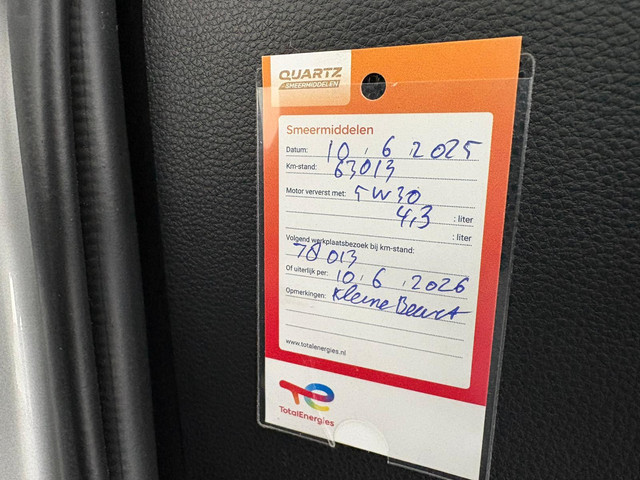 QUARTZ
SMEERMIDDELEN
Smeermiddelen
Datum: 10.6.2025
Km-stand: 63013
Motor ververst met: 5W30
4,3 : liter
: liter
Volgend werkplaatsbezoek bij km-stand:
78013
Of uiterlijk per: 10.6.2026
Opmerkingen: Kleine Beurt
www.totalenergies.nl
TotalEnergies